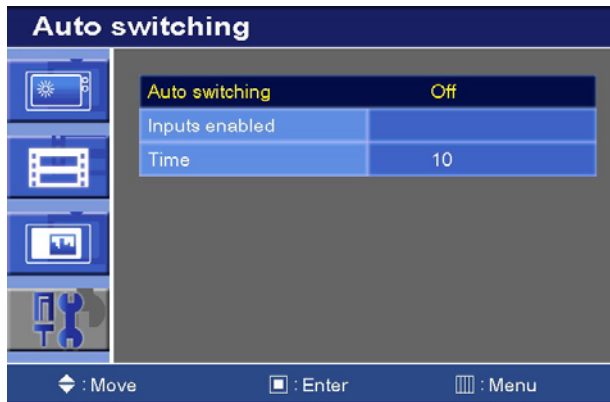 Auto switching
Auto switching Off
Inputs enabled
Time 10
: Move : Enter : Menu